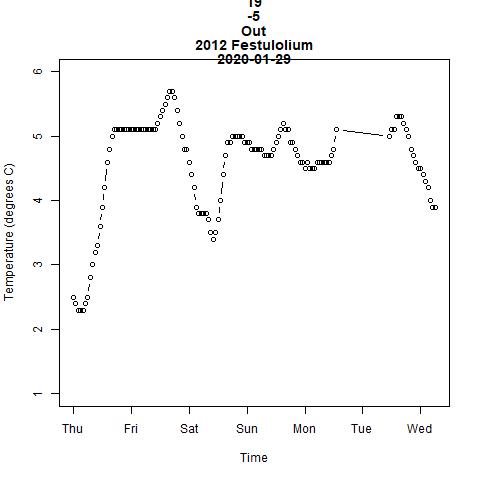 19
-5
Out
2012 Festulolium
2020-01-29
6
5
4
3
2
1
Temperature (degrees C)
Thu Fri Sat Sun Mon Tue Wed
Time